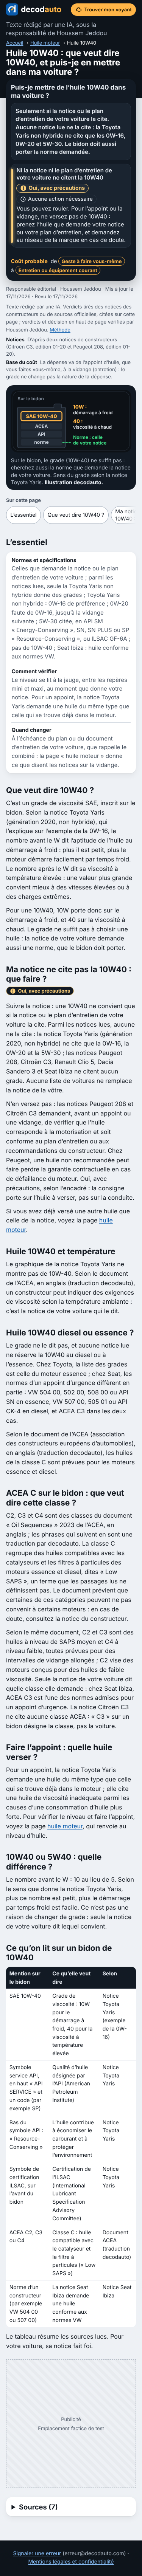 decodauto
Trouver mon voyant
Texte rédigé par une IA, sous la
responsabilité de Houssem Jeddou
Accueil › Huile moteur › Huile 10W40
Huile 10W40 : que veut dire
10W40, et puis-je en mettre
dans ma voiture ?
Puis-je mettre de l'huile 10W40 dans
ma voiture ?
Seulement si la notice ou le plan
d'entretien de votre voiture la cite.
Aucune notice lue ne la cite : la Toyota
Yaris non hybride ne cite que les 0W-16,
0W-20 et 5W-30. Le bidon doit aussi
porter la norme demandée.
Ni la notice ni le plan d'entretien de
votre voiture ne citent la 10W40
Oui, avec précautions
Aucune action nécessaire
Vous pouvez rouler. Pour l'appoint ou la
vidange, ne versez pas de 10W40 :
prenez l'huile que donne votre notice ou
votre plan d'entretien, et demandez
au réseau de la marque en cas de doute.
Coût probable de Geste à faire vous-même
à Entretien ou équipement courant
Responsable éditorial : Houssem Jeddou · Mis à jour le
17/11/2026 · Revu le 17/11/2026
Texte rédigé par une IA. Verdicts tirés des notices des
constructeurs et de sources officielles, citées sur cette
page ; verdicts et décision en l'aval de page vérifiés par
Houssem Jeddou. Méthode
Notices D'après deux notices de constructeurs
(Citroën C3, édition 01-20 et Peugeot 208, édition
07-20).
Base du coût La dépense va de l'appoint d'huile, que
vous faites vous-même, à la vidange (entretien) : le
grade ne change pas la nature de la dépense.
Sur le bidon
SAE 10W-40
ACEA
API
norme
10W :
démarrage à froid
40 :
viscosité à chaud
Norme : celle
de votre notice
Sur le bidon, le grade (10W-40) ne suffit pas :
cherchez aussi la norme que demande la notice
de votre voiture. Sens du grade selon la notice
Toyota Yaris. Illustration decodauto.
Sur cette page
L'essentiel
Que veut dire 10W40 ?
L'essentiel
Normes et spécifications
Celles que demande la notice ou le plan
d'entretien de votre voiture ; parmi les
notices lues, seule la notice Toyota Yaris
non hybride donne des grades ; Toyota Yaris
non hybride : 0W-16 de préférence ; 0W-20
faute de 0W-16, jusqu'à la vidange
suivante ; 5W-30 citée, en API SM
« Energy-Conserving », SN, SN PLUS ou SP
« Resource-Conserving », ou ILSAC GF-6A ;
pas de 10W-40 ; Seat Ibiza : huile conforme
aux normes VW.
Comment vérifier
Le niveau se lit à la jauge, entre les repères
mini et maxi, au moment que donne votre
notice ; pour l'appoint, la notice Toyota
Yaris demande une huile du même type que
celle qui se trouve déjà dans le moteur.
Quand changer
À l'échéance du plan ou du document
d'entretien de votre voiture, que rappelle le
combiné : la page « huile moteur » donne
ce que disent les notices sur la vidange.
Que veut dire 10W40 ?
C'est un grade de viscosité SAE, inscrit sur le
bidon. Selon la notice Toyota Yaris
(génération 2020, non hybride), qui
l'explique sur l'exemple de la 0W-16, le
nombre placé avant le W dit l'aptitude au
démarrage à froid : plus il est petit, plus le
moteur démarre facilement par temps froid.
Le nombre après le W dit sa viscosité à
température élevée : une valeur plus grande
convient mieux à des vitesses élevées ou à
des charges extrêmes.
Pour une 10W40, 10W porte donc sur le
démarrage à froid, et 40 sur la viscosité à
chaud. Le grade ne suffit pas à choisir une
huile : la notice de votre voiture demande
aussi une norme, que le bidon doit porter.
Ma notice ne cite pas la 10W40 :
que faire ?
Oui, avec précautions
Suivre la notice : une 10W40 ne convient que
si la notice ou le plan d'entretien de votre
voiture la cite. Parmi les notices lues, aucune
ne la cite : la notice Toyota Yaris (génération
2020, non hybride) ne cite que la 0W-16, la
0W-20 et la 5W-30 ; les notices Peugeot
208, Citroën C3, Renault Clio 5, Dacia
Sandero 3 et Seat Ibiza ne citent aucun
grade. Aucune liste de voitures ne remplace
la notice de la vôtre.
N'en versez pas : les notices Peugeot 208 et
Citroën C3 demandent, avant un appoint ou
une vidange, de vérifier que l'huile
correspond à la motorisation et soit
conforme au plan d'entretien ou aux
recommandations du constructeur. Chez
Peugeot, une huile non recommandée peut
entraîner la perte de la garantie en cas de
défaillance du moteur. Oui, avec
précautions, selon l'encadré : la consigne
porte sur l'huile à verser, pas sur la conduite.
Si vous avez déjà versé une autre huile que
celle de la notice, voyez la page huile
moteur.
Huile 10W40 et température
Le graphique de la notice Toyota Yaris ne
montre pas de 10W-40. Selon le document
de l'ACEA, en anglais (traduction decodauto),
un constructeur peut indiquer des exigences
de viscosité selon la température ambiante :
c'est la notice de votre voiture qui le dit.
Huile 10W40 diesel ou essence ?
Le grade ne le dit pas, et aucune notice lue
ne réserve la 10W40 au diesel ou à
l'essence. Chez Toyota, la liste des grades
est celle du moteur essence ; chez Seat, les
normes d'un appoint d'urgence diffèrent en
partie : VW 504 00, 502 00, 508 00 ou API
SN en essence, VW 507 00, 505 01 ou API
CK-4 en diesel, et ACEA C3 dans les deux
cas.
Selon le document de l'ACEA (association
des constructeurs européens d'automobiles),
en anglais (traduction decodauto), les huiles
de la classe C sont prévues pour les moteurs
essence et diesel.
ACEA C sur le bidon : que veut
dire cette classe ?
C2, C3 et C4 sont des classes du document
« Oil Sequences » 2023 de l'ACEA, en
anglais ; les phrases qui suivent en sont une
traduction par decodauto. La classe C
regroupe les huiles compatibles avec les
catalyseurs et les filtres à particules des
moteurs essence et diesel (« Low
SAPS »), un terme que les passages lus ne
détaillent pas. Certaines peuvent ne pas
convenir à certains moteurs : en cas de
doute, consultez la notice du constructeur.
Selon le même document, C2 et C3 sont des
huiles à niveau de SAPS moyen et C4 à
niveau faible, toutes prévues pour des
intervalles de vidange allongés ; C2 vise des
moteurs conçus pour des huiles de faible
viscosité. Seule la notice de votre voiture dit
quelle classe elle demande : chez Seat Ibiza,
ACEA C3 est l'une des normes admises pour
un appoint d'urgence. La notice Citroën C3
ne cite aucune classe ACEA : « C3 » sur un
bidon désigne la classe, pas la voiture.
Faire l'appoint : quelle huile
verser ?
Pour un appoint, la notice Toyota Yaris
demande une huile du même type que celle
qui se trouve déjà dans le moteur ; elle cite
une huile de viscosité inadaptée parmi les
causes d'une consommation d'huile plus
forte. Pour vérifier le niveau et faire l'appoint,
voyez la page huile moteur, qui renvoie au
niveau d'huile.
10W40 ou 5W40 : quelle
différence ?
Le nombre avant le W : 10 au lieu de 5. Selon
le sens que donne la notice Toyota Yaris,
plus ce nombre est petit, plus le démarrage
par temps froid est facile. Ce n'est pas une
raison de changer de grade : seule la notice
de votre voiture dit lequel convient.
Ce qu'on lit sur un bidon de
10W40
Mention sur le bidon | Ce qu'elle veut dire | Selon
SAE 10W-40 | Grade de viscosité : 10W pour le démarrage à froid, 40 pour la viscosité à température élevée | Notice Toyota Yaris (exemple de la 0W-16)
Symbole service API, en haut « API SERVICE » et un code (par exemple SP) | Qualité d'huile désignée par l'API (American Petroleum Institute) | Notice Toyota Yaris
Bas du symbole API : « Resource-Conserving » | L'huile contribue à économiser le carburant et à protéger l'environnement | Notice Toyota Yaris
Symbole de certification ILSAC, sur l'avant du bidon | Certification de l'ILSAC (International Lubricant Specification Advisory Committee) | Notice Toyota Yaris
ACEA C2, C3 ou C4 | Classe C : huile compatible avec le catalyseur et le filtre à particules (« Low SAPS ») | Document ACEA (traduction decodauto)
Norme d'un constructeur (par exemple VW 504 00 ou 507 00) | La notice Seat Ibiza demande une huile conforme aux normes VW | Notice Seat Ibiza
Le tableau résume les sources lues. Pour
votre voiture, sa notice fait foi.
Publicité
Emplacement factice de test
Sources (7)
Signaler une erreur (erreur@decodauto.com) ·
Mentions légales et confidentialité